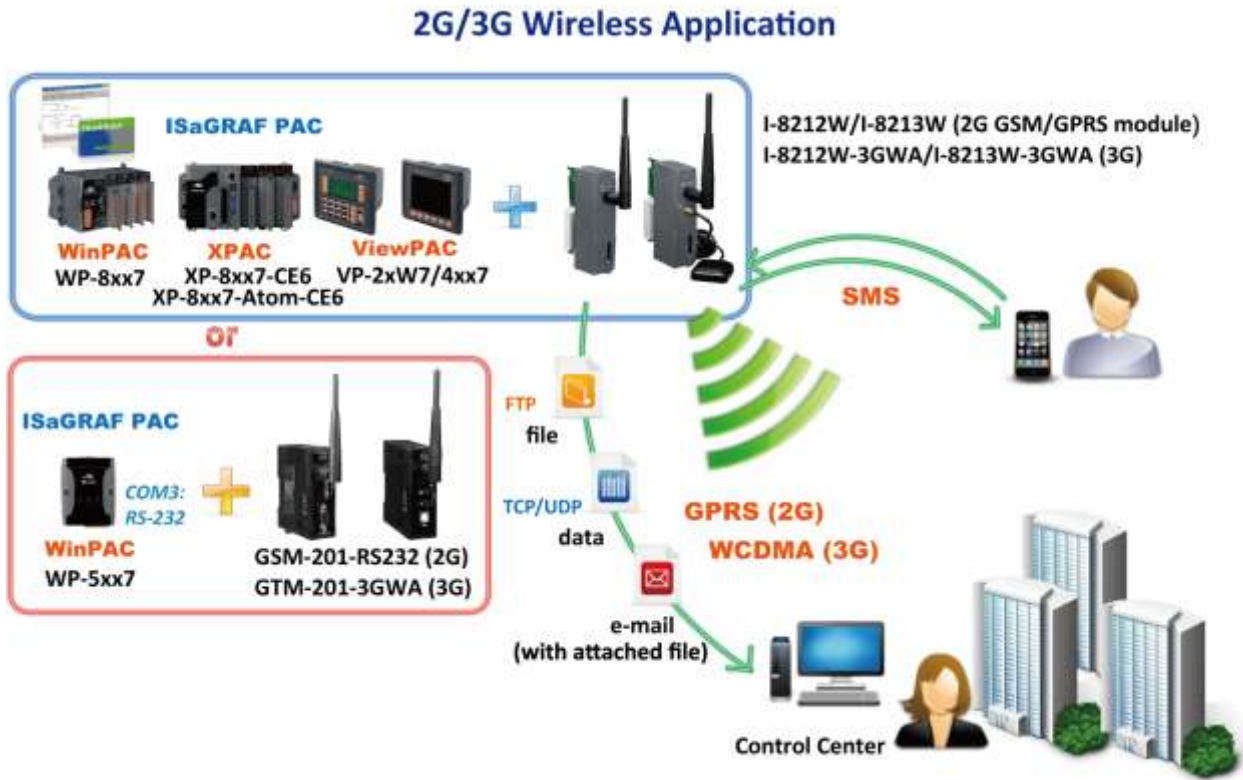 2G/3G Wireless Application
ISaGRAF PAC
I-8212W/I-8213W (2G GSM/GPRS module)
I-8212W-3GWA/I-8213W-3GWA (3G)
WinPAC
WP-8xx7
XPAC
XP-8xx7-CE6
XP-8xx7-Atom-CE6
ViewPAC
VP-2xW7/4xx7
SMS
or
ISaGRAF PAC
COM3:
RS-232
WinPAC
WP-5xx7
GSM-201-RS232 (2G)
GTM-201-3GWA (3G)
FTP
file
TCP/UDP
data
GPRS (2G)
WCDMA (3G)
e-mail
(with attached file)
Control Center